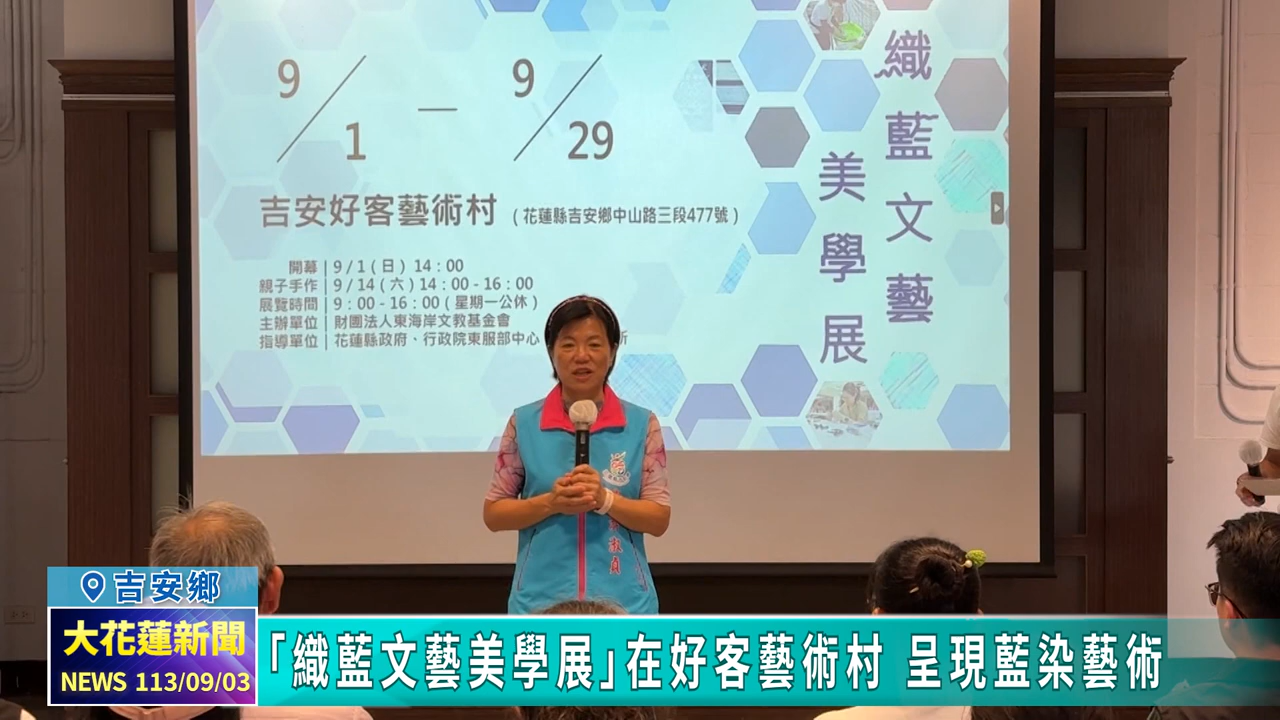 9/1 — 9/29
吉安好客藝術村 (花蓮縣吉安鄉中山路三段477號)
開幕 | 9/1(日) 14:00
親子手作 | 9/14(六)14:00-16:00
展覽時間 | 9:00-16:00(星期一公休)
主辦單位 | 財團法人東海岸文教基金會
指導單位 | 花蓮縣政府、行政院東服部中心
所
織藍文藝
美學展
吉安鄉
大花蓮新聞
NEWS 113/09/03
「織藍文藝美學展」在好客藝術村 呈現藍染藝術